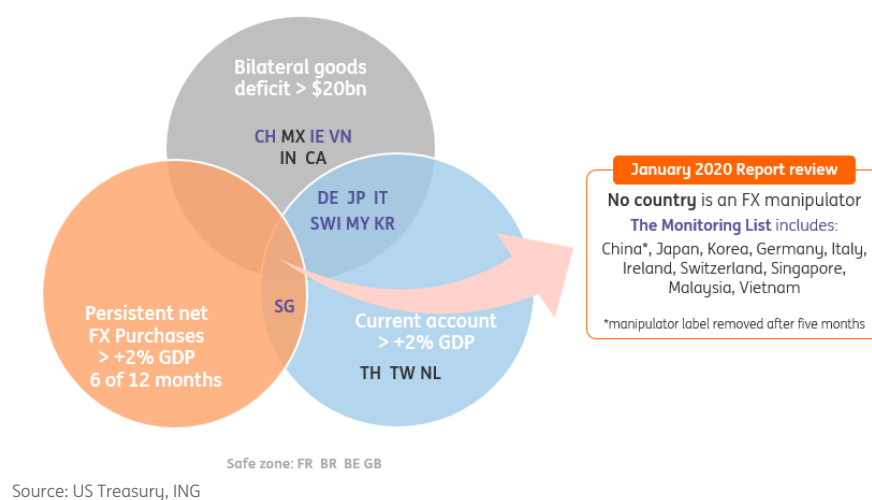 Bilateral goods
deficit > $20bn
CH MX IE VN
IN CA
DE JP IT
SWI MY KR
SG
Persistent net
FX Purchases
> +2% GDP
6 of 12 months
Current account
> +2% GDP
TH TW NL
January 2020 Report review
No country is an FX manipulator
The Monitoring List includes:
China*, Japan, Korea, Germany, Italy,
Ireland, Switzerland, Singapore,
Malaysia, Vietnam
*manipulator label removed after five months
Safe zone: FR BR BE GB
Source: US Treasury, ING